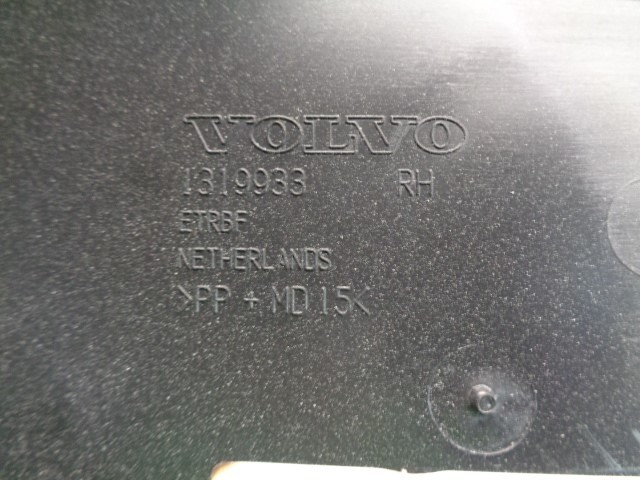 VOLVO
1319933 RH
ETRBF
NETHERLANDS
>PP + MD15<